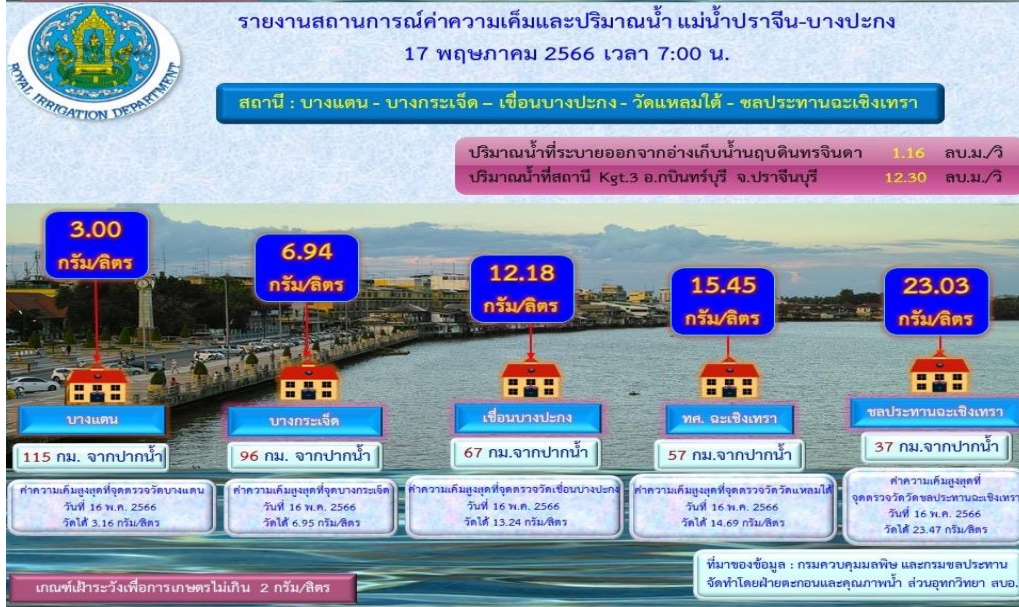 รายงานสถานการณ์ค่าความเค็มและปริมาณน้ำ แม่น้ำปราจีน-บางปะกง
17 พฤษภาคม 2566 เวลา 7:00 น.
ROYAL IRRIGATION DEPARTMENT
สถานี : บางแตน - บางกระเจ็ด – เขื่อนบางปะกง - วัดแหลมใต้ - ชลประทานฉะเชิงเทรา
ปริมาณน้ำที่ระบายออกจากอ่างเก็บน้ำนฤบดินทรจินดา 1.16 ลบ.ม./วิ
ปริมาณน้ำที่สถานี Kgt.3 อ.กบินทร์บุรี จ.ปราจีนบุรี 12.30 ลบ.ม./วิ
3.00
กรัม/ลิตร
6.94
กรัม/ลิตร
12.18
กรัม/ลิตร
15.45
กรัม/ลิตร
23.03
กรัม/ลิตร
บางแตน
บางกระเจ็ด
เขื่อนบางปะกง
ทศ. ฉะเชิงเทรา
ชลประทานฉะเชิงเทรา
115 กม. จากปากน้ำ
96 กม. จากปากน้ำ
67 กม.จากปากน้ำ
57 กม.จากปากน้ำ
37 กม.จากปากน้ำ
ค่าความเค็มสูงสุดที่จุดตรวจวัดบางแตน
วันที่ 16 พ.ค. 2566
วัดได้ 3.16 กรัม/ลิตร
ค่าความเค็มสูงสุดที่จุดบางกระเจ็ด
วันที่ 16 พ.ค. 2566
วัดได้ 6.95 กรัม/ลิตร
ค่าความเค็มสูงสุดที่จุดตรวจวัดเขื่อนบางปะกง
วันที่ 16 พ.ค. 2566
วัดได้ 13.24 กรัม/ลิตร
ค่าความเค็มสูงสุดที่จุดตรวจวัดวัดแหลมใต้
วันที่ 16 พ.ค. 2566
วัดได้ 14.69 กรัม/ลิตร
ค่าความเค็มสูงสุดที่
จุดตรวจวัดวัดชลประทานฉะเชิงเทรา
วันที่ 16 พ.ค. 2566
วัดได้ 23.47 กรัม/ลิตร
เกณฑ์เฝ้าระวังเพื่อการเกษตรไม่เกิน 2 กรัม/ลิตร
ที่มาของข้อมูล : กรมควบคุมมลพิษ และกรมชลประทาน
จัดทำโดยฝ่ายตะกอนและคุณภาพน้ำ ส่วนอุทกวิทยา สบอ.